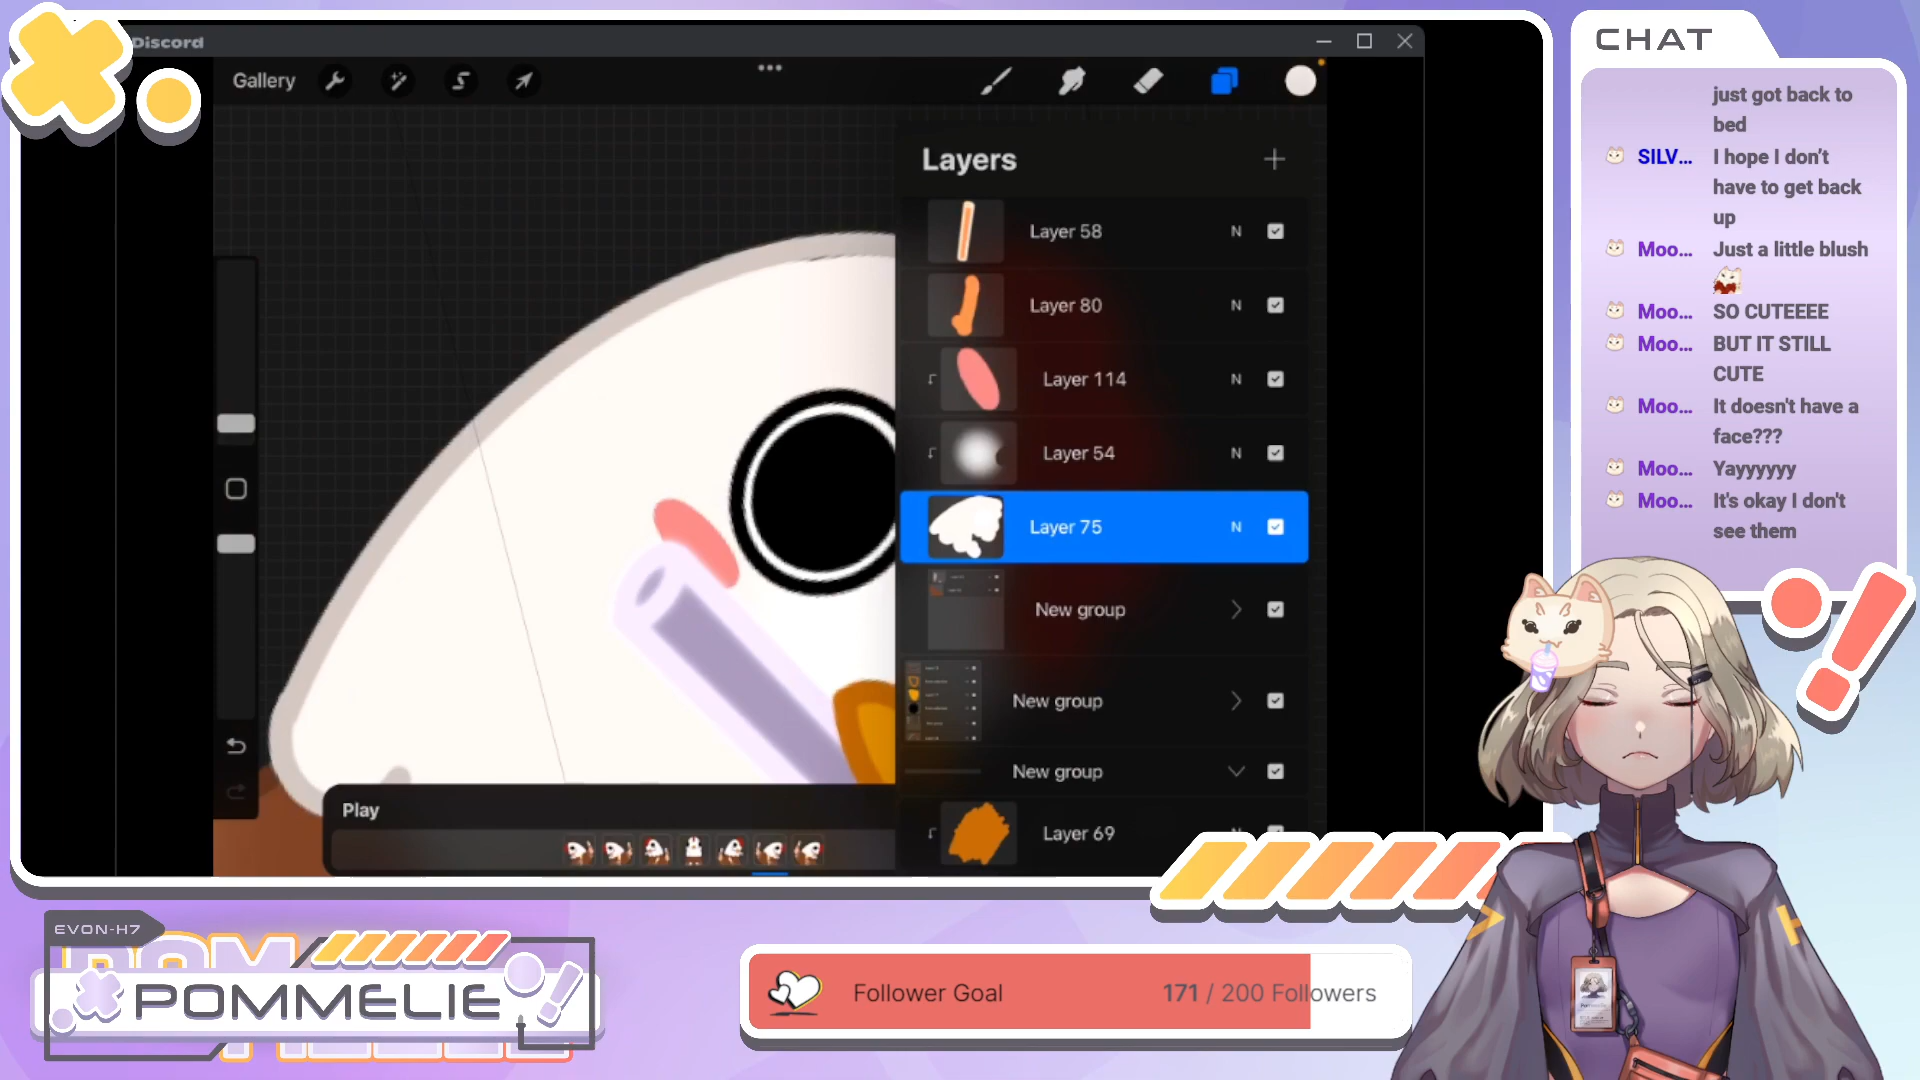 Discord
Gallery
Layers
Layer 58
N
Layer 80
N
Layer 114
N
Layer 54
N
Layer 75
N
New group
New group
New group
Layer 69
Play
CHAT
just got back to
bed
SILV... I hope I don't
have to get back
up
Moo... Just a little blush
Moo... SO CUTEEEE
Moo... BUT IT STILL
CUTE
Moo... It doesn't have a
face???
Moo... Yayyyyyy
Moo... It's okay I don't
see them
EVON-H7
POMMELIE
Follower Goal 171 / 200 Followers